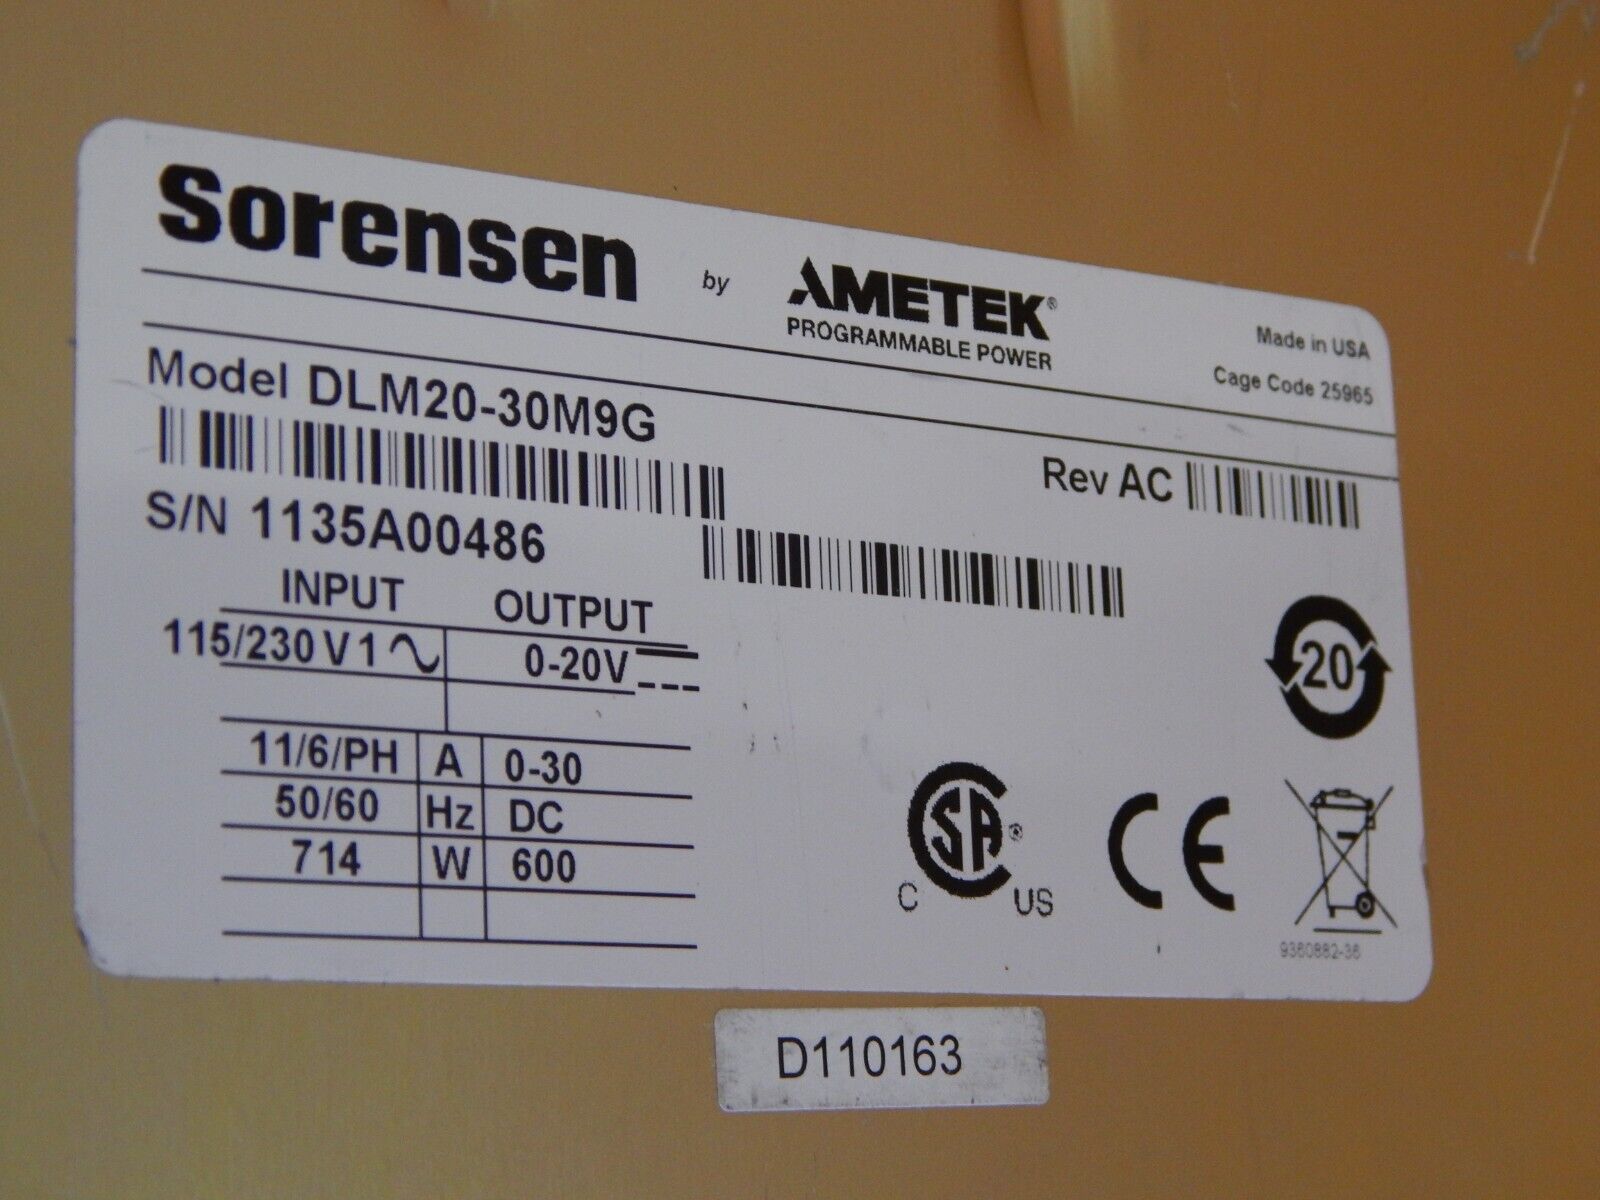 Sorensen by AMETEK®
PROGRAMMABLE POWER
Made in USA
Cage Code 25965
Model DLM20-30M9G
Rev AC
S/N 1135A00486
INPUT OUTPUT
115/230 V 1 0-20V
11/6/PH A 0-30
50/60 Hz DC
714 W 600
20
SA
C US
CE
9360882-36
D110163